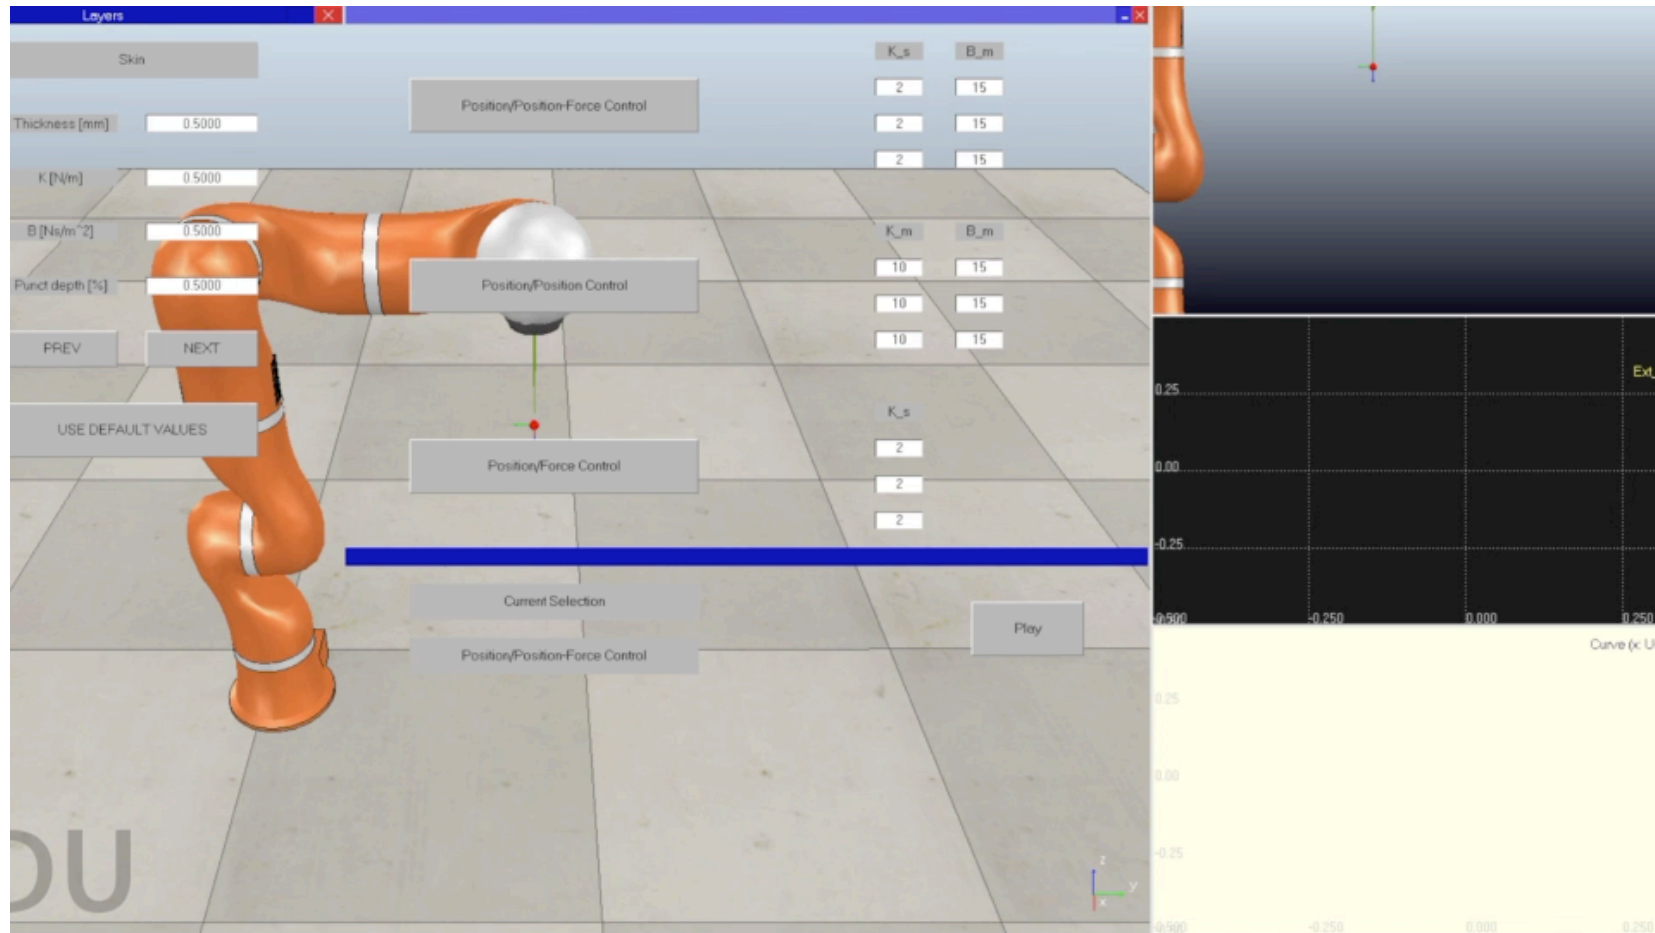 Layers
Skin
Thickness [mm] 0.5000
K [N/m] 0.5000
B [Ns/m^2] 0.5000
Punct depth [%] 0.5000
PREV NEXT
USE DEFAULT VALUES
Position/Position-Force Control
K_s B_m
2 15
2 15
2 15
Position/Position Control
K_m B_m
10 15
10 15
10 15
Position/Force Control
K_s
2
2
2
Current Selection
Position/Position-Force Control
Play
z
y
x
Ext_
0.25
0.00
-0.25
-0.250 0.000 0.250
Curve (x: U
0.25
0.00
-0.25
-0.250 0.000 0.250
OU